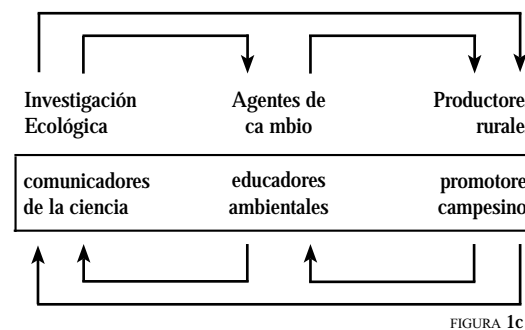 Investigación Agentes de Productore
Ecológica ca mbio rurale
comunicadores educadores promotore
de la ciencia ambientales campesino
FIGURA 1c